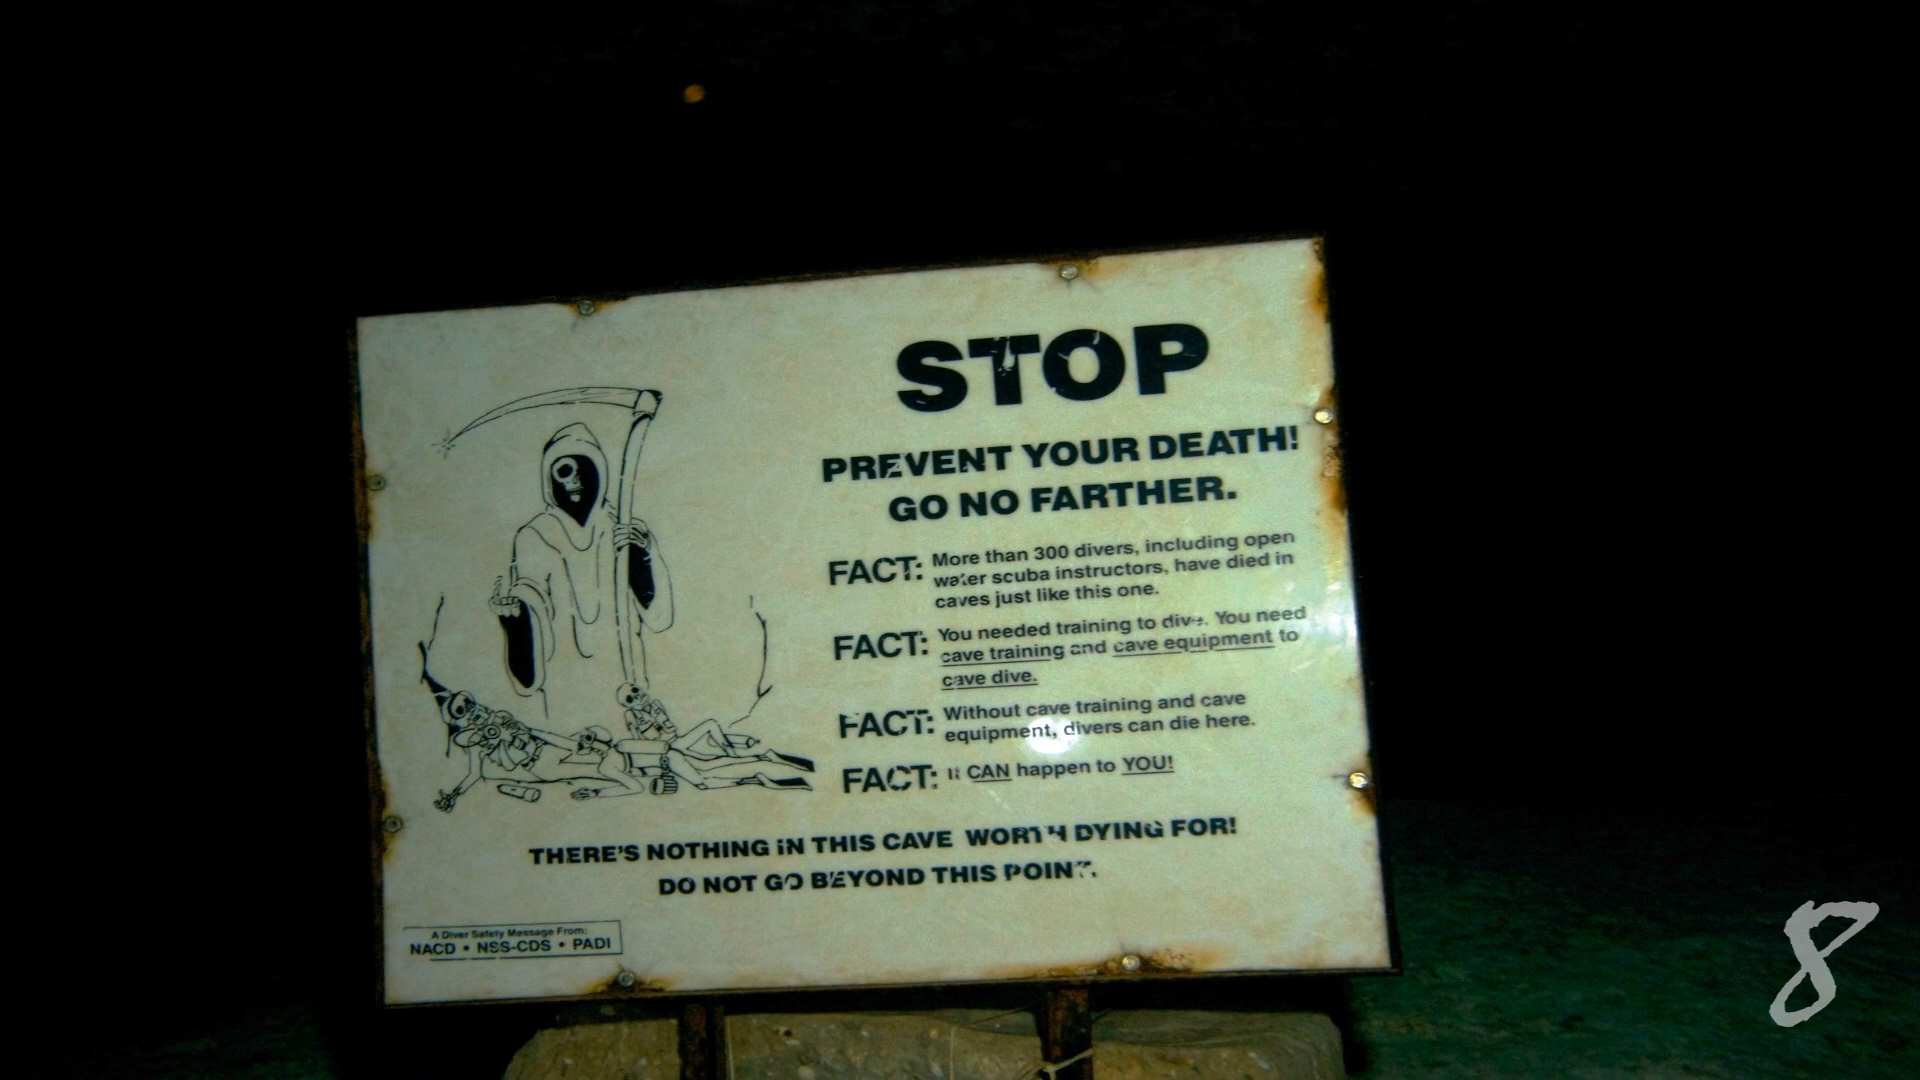 STOP
PREVENT YOUR DEATH!
GO NO FARTHER.
FACT: More than 300 divers, including open
water scuba instructors, have died in
caves just like this one.
FACT: You needed training to dive. You need
cave training and cave equipment to
cave dive.
FACT: Without cave training and cave
equipment, divers can die here.
FACT: It CAN happen to YOU!
THERE'S NOTHING IN THIS CAVE WORTH DYING FOR!
DO NOT GO BEYOND THIS POINT.
A Diver Safety Message From:
NACD • NSS-CDS • PADI
8